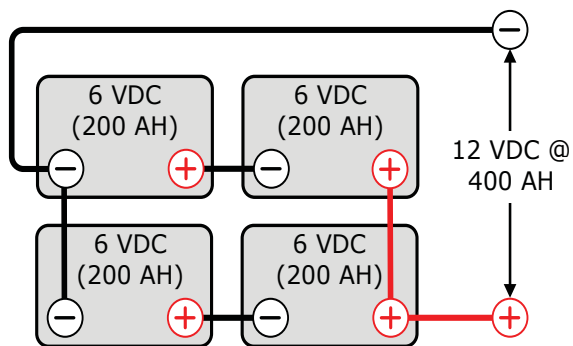 −
6 VDC
(200 AH)
6 VDC
(200 AH)
− + − +
12 VDC @
400 AH
6 VDC
(200 AH)
6 VDC
(200 AH)
− + − + +